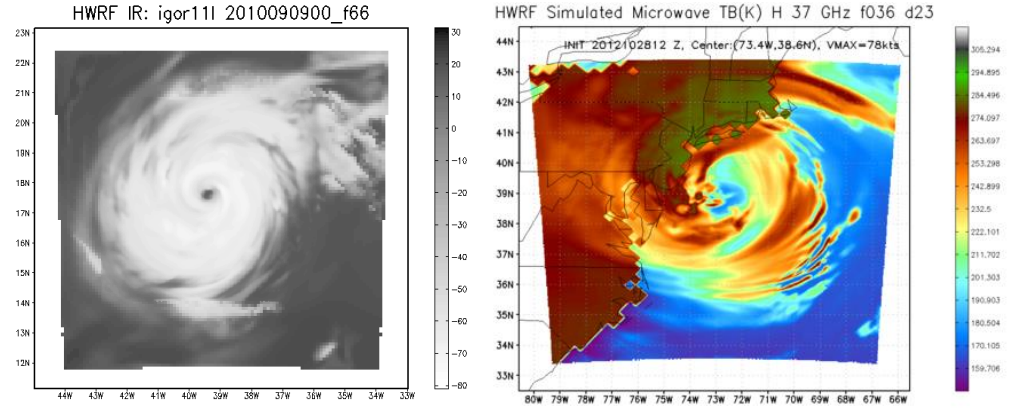 HWRF IR: igor11l 2010090900_f66
23N
22N
21N
20N
19N
18N
17N
16N
15N
14N
13N
12N
44W 43W 42W 41W 40W 39W 38W 37W 36W 35W 34W 33W
30
20
10
0
-10
-20
-30
-40
-50
-60
-70
-80
HWRF Simulated Microwave TB(K) H 37 GHz f036 d23
INIT 2012102812 Z, Center:(73.4W,38.6N), VMAX=78kts
44N
43N
42N
41N
40N
39N
38N
37N
36N
35N
34N
33N
80W 79W 78W 77W 76W 75W 74W 73W 72W 71W 70W 69W 68W 67W 66W
305.294
294.895
284.496
274.097
263.697
253.298
242.899
232.5
222.101
211.702
201.303
190.903
180.504
170.105
159.706